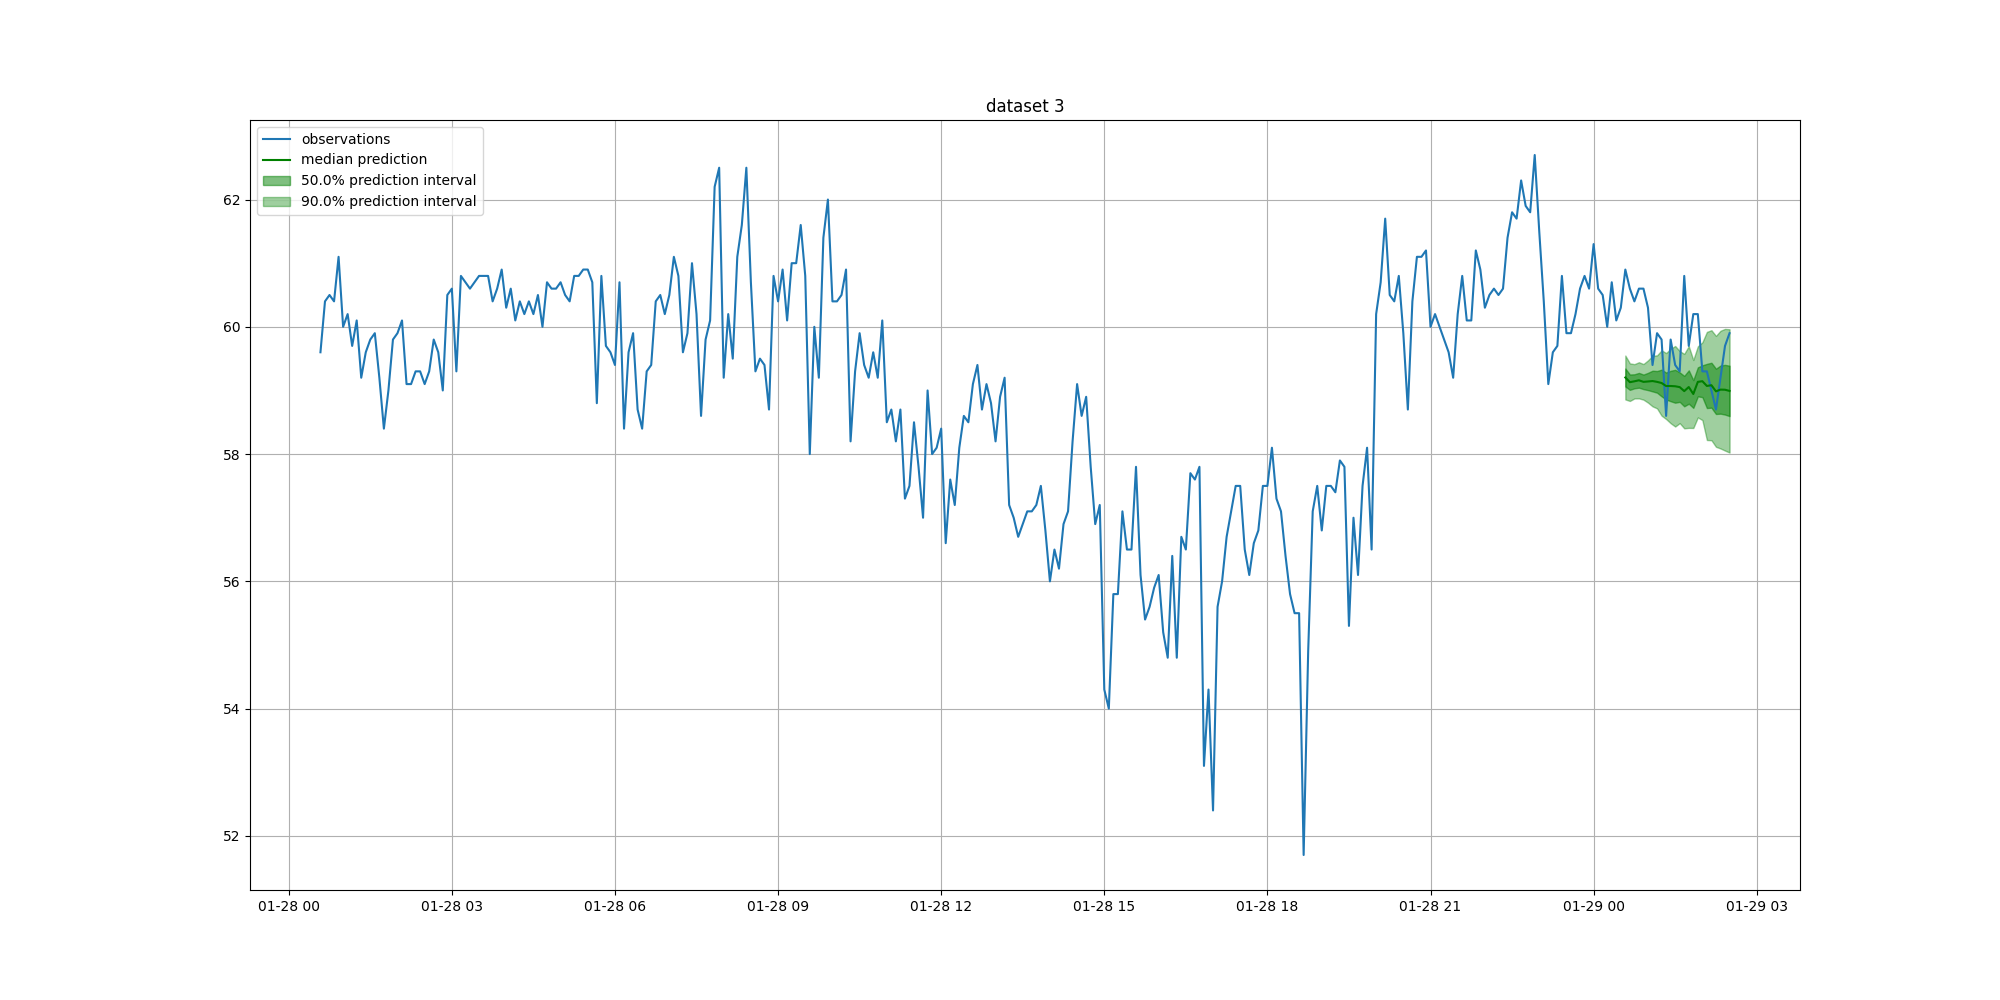 dataset 3
observations
median prediction
50.0% prediction interval
90.0% prediction interval
62
60
58
56
54
52
01-28 00 01-28 03 01-28 06 01-28 09 01-28 12 01-28 15 01-28 18 01-28 21 01-29 00 01-29 03